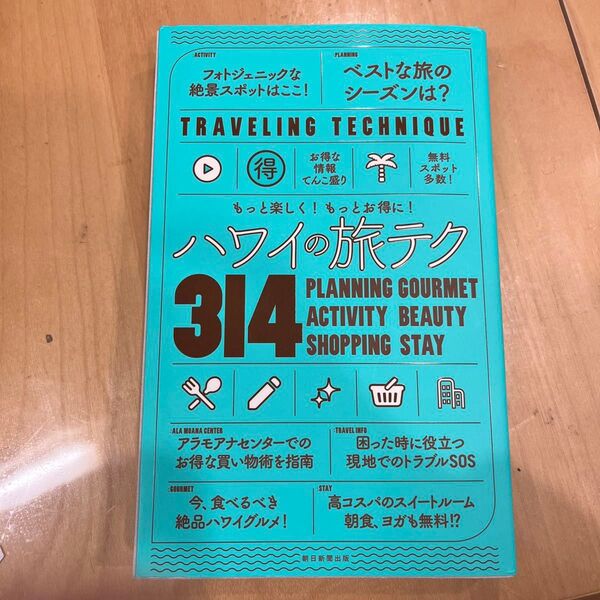 ACTIVITY
フォトジェニックな
絶景スポットはここ!
PLANNING
ベストな旅の
シーズンは?
TRAVELING TECHNIQUE
得
お得な
情報
てんこ盛り
無料
スポット
多数!
もっと楽しく! もっとお得に!
ハワイの旅テク
314
PLANNING GOURMET
ACTIVITY BEAUTY
SHOPPING STAY
ALA MOANA CENTER
アラモアナセンターでの
お得な買い物術を指南
TRAVEL INFO
困った時に役立つ
現地でのトラブルSOS
GOURMET
今、食べるべき
絶品ハワイグルメ!
STAY
高コスパのスイートルーム
朝食、ヨガも無料!?
朝日新聞出版